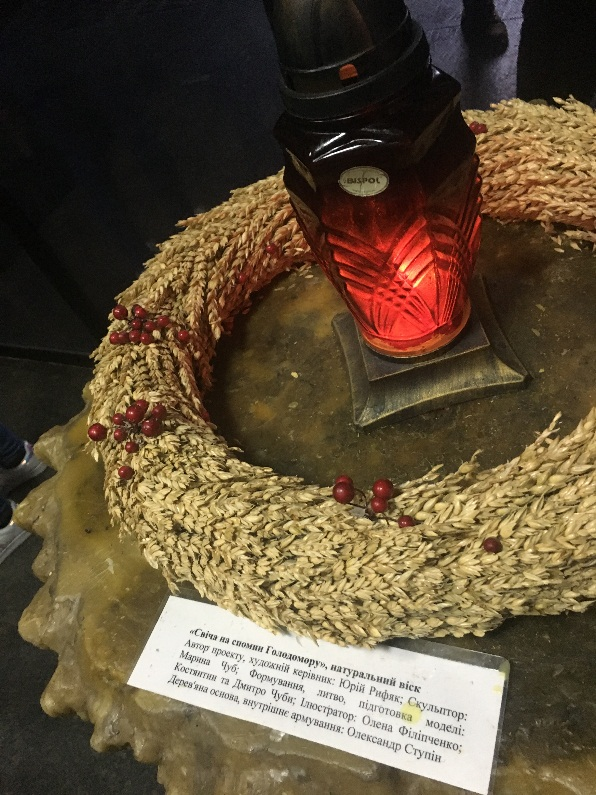 BISPOL
«Свіча на спомин Голодомору», натуральний віск
Автор проекту, художній керівник: Юрій Рифяк; Скульптор:
Маряна Чуб; Формування, литво, підготовка моделі:
Костянтин та Дмитро Чуби; Ілюстратор: Олена Філіпченко;
Дерев'яна основа, внутрішнє армування: Олександр Ступін